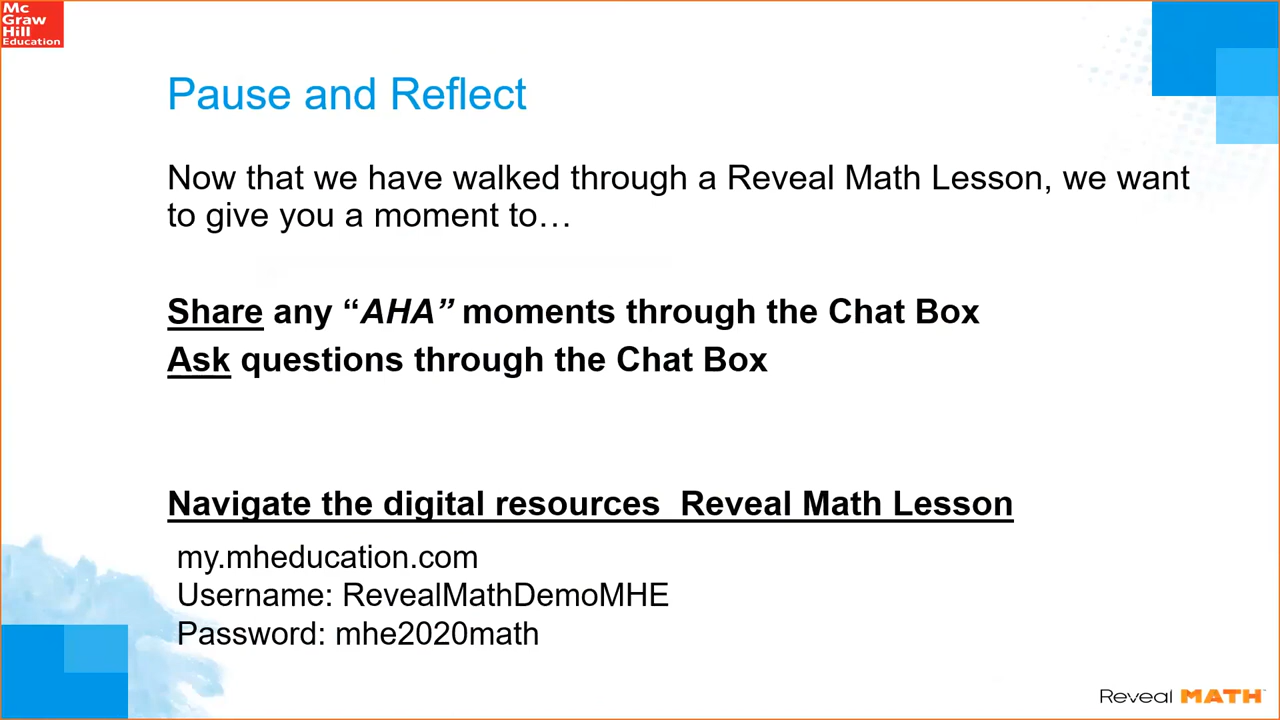 Mc
Graw
Hill
Education
Pause and Reflect
Now that we have walked through a Reveal Math Lesson, we want
to give you a moment to…
Share any “AHA” moments through the Chat Box
Ask questions through the Chat Box
Navigate the digital resources  Reveal Math Lesson
my.mheducation.com
Username: RevealMathDemoMHE
Password: mhe2020math
Reveal MATH